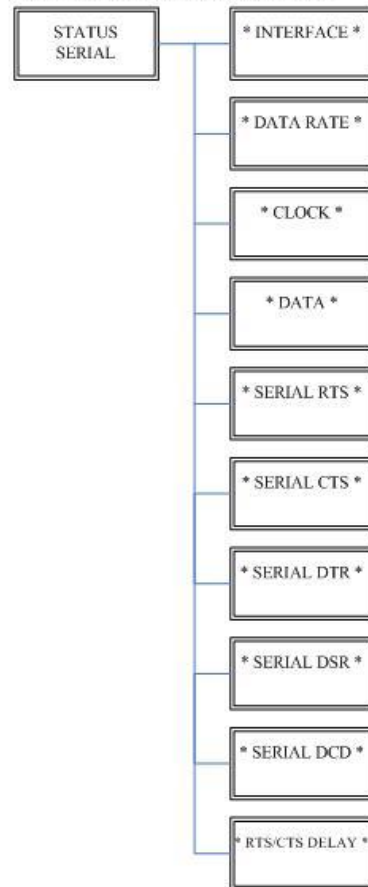 STATUS
SERIAL
* INTERFACE *
* DATA RATE *
* CLOCK *
* DATA *
* SERIAL RTS *
* SERIAL CTS *
* SERIAL DTR *
* SERIAL DSR *
* SERIAL DCD *
* RTS/CTS DELAY *